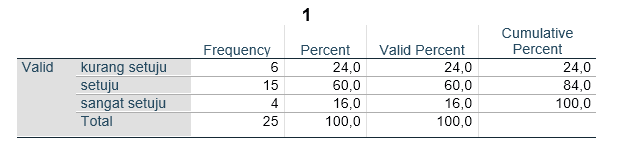 1
Cumulative
Frequency Percent Valid Percent Percent
Valid kurang setuju 6 24,0 24,0 24,0
setuju 15 60,0 60,0 84,0
sangat setuju 4 16,0 16,0 100,0
Total 25 100,0 100,0